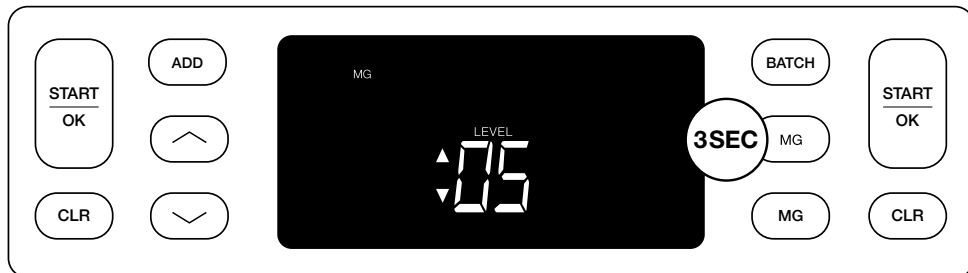 START
OK
CLR
ADD
MG
LEVEL
05
3SEC
BATCH
MG
MG
START
OK
CLR